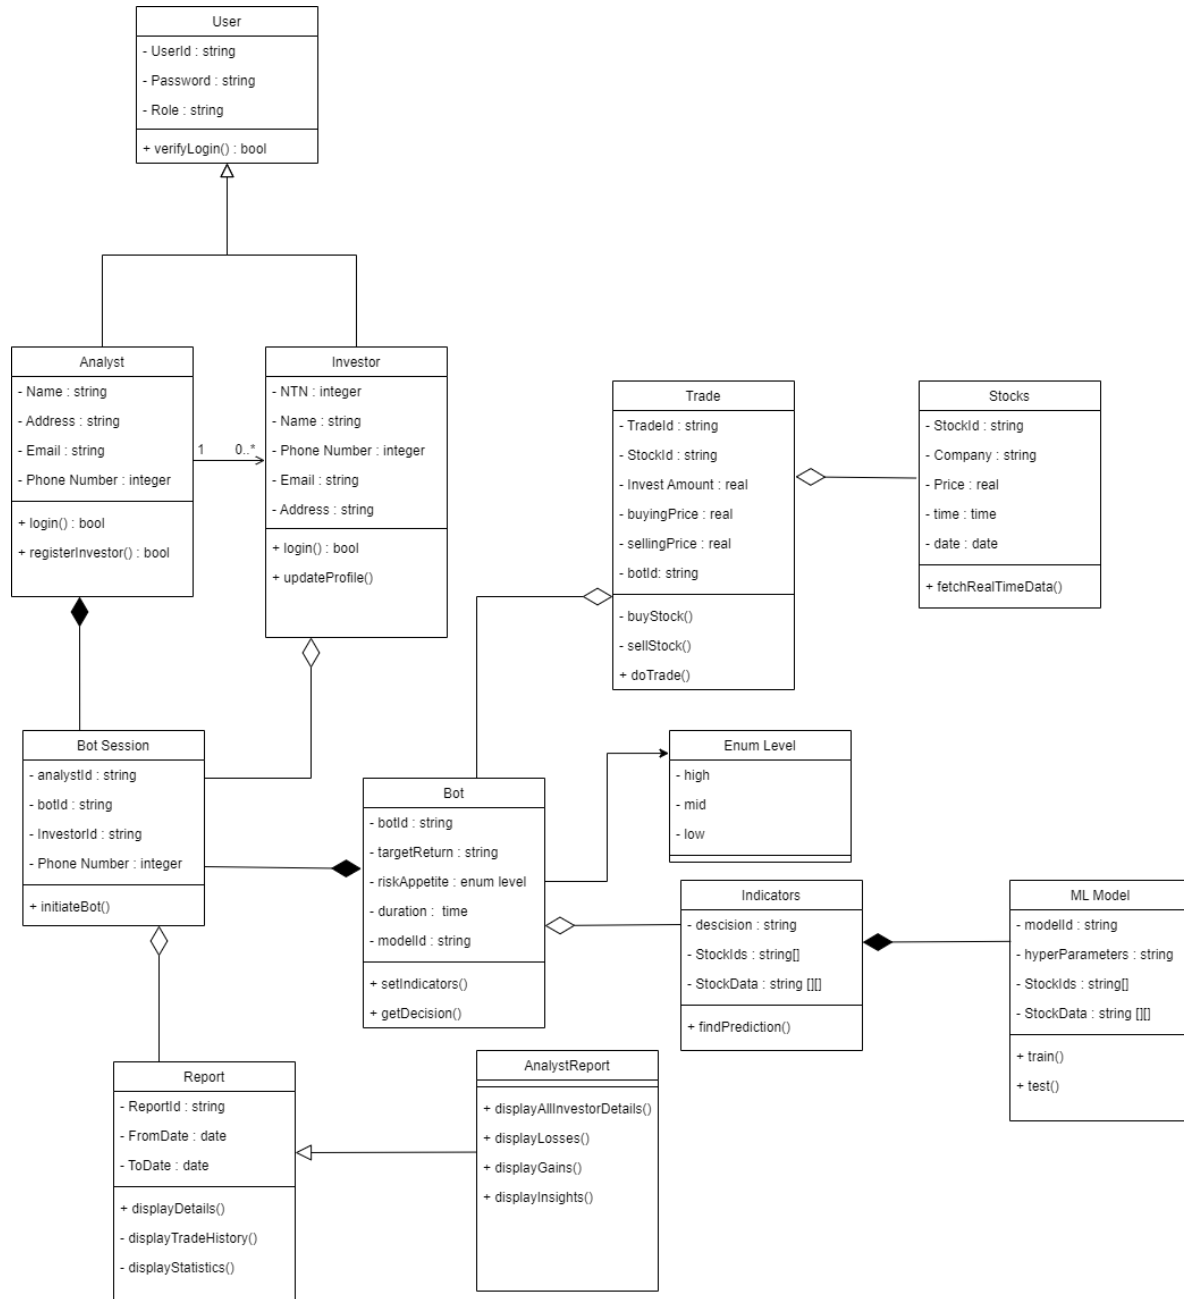 User
- UserId : string
- Password : string
- Role : string
+ verifyLogin() : bool
Analyst
- Name : string
- Address : string
- Email : string
- Phone Number : integer
+ login() : bool
+ registerInvestor() : bool
1
0..*
Investor
- NTN : integer
- Name : string
- Phone Number : integer
- Email : string
- Address : string
+ login() : bool
+ updateProfile()
Trade
- TradeId : string
- StockId : string
- Invest Amount : real
- buyingPrice : real
- sellingPrice : real
- botId: string
- buyStock()
- sellStock()
+ doTrade()
Stocks
- StockId : string
- Company : string
- Price : real
- time : time
- date : date
+ fetchRealTimeData()
Bot Session
- analystId : string
- botId : string
- InvestorId : string
- Phone Number : integer
+ initiateBot()
Bot
- botId : string
- targetReturn : string
- riskAppetite : enum level
- duration : time
- modelId : string
+ setIndicators()
+ getDecision()
Enum Level
- high
- mid
- low
Indicators
- descision : string
- StockIds : string[]
- StockData : string [][]
+ findPrediction()
ML Model
- modelId : string
- hyperParameters : string
- StockIds : string[]
- StockData : string [][]
+ train()
+ test()
Report
- ReportId : string
- FromDate : date
- ToDate : date
+ displayDetails()
- displayTradeHistory()
- displayStatistics()
AnalystReport
+ displayAllInvestorDetails()
+ displayLosses()
+ displayGains()
+ displayInsights()